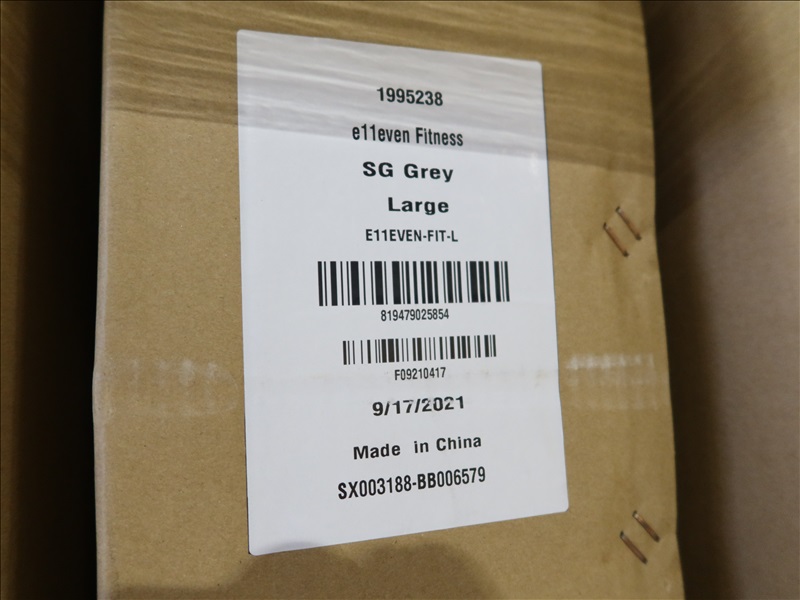 1995238
e11even Fitness
SG Grey
Large
E11EVEN-FIT-L
819479025854
F09210417
9/17/2021
Made in China
SX003188-BB006579